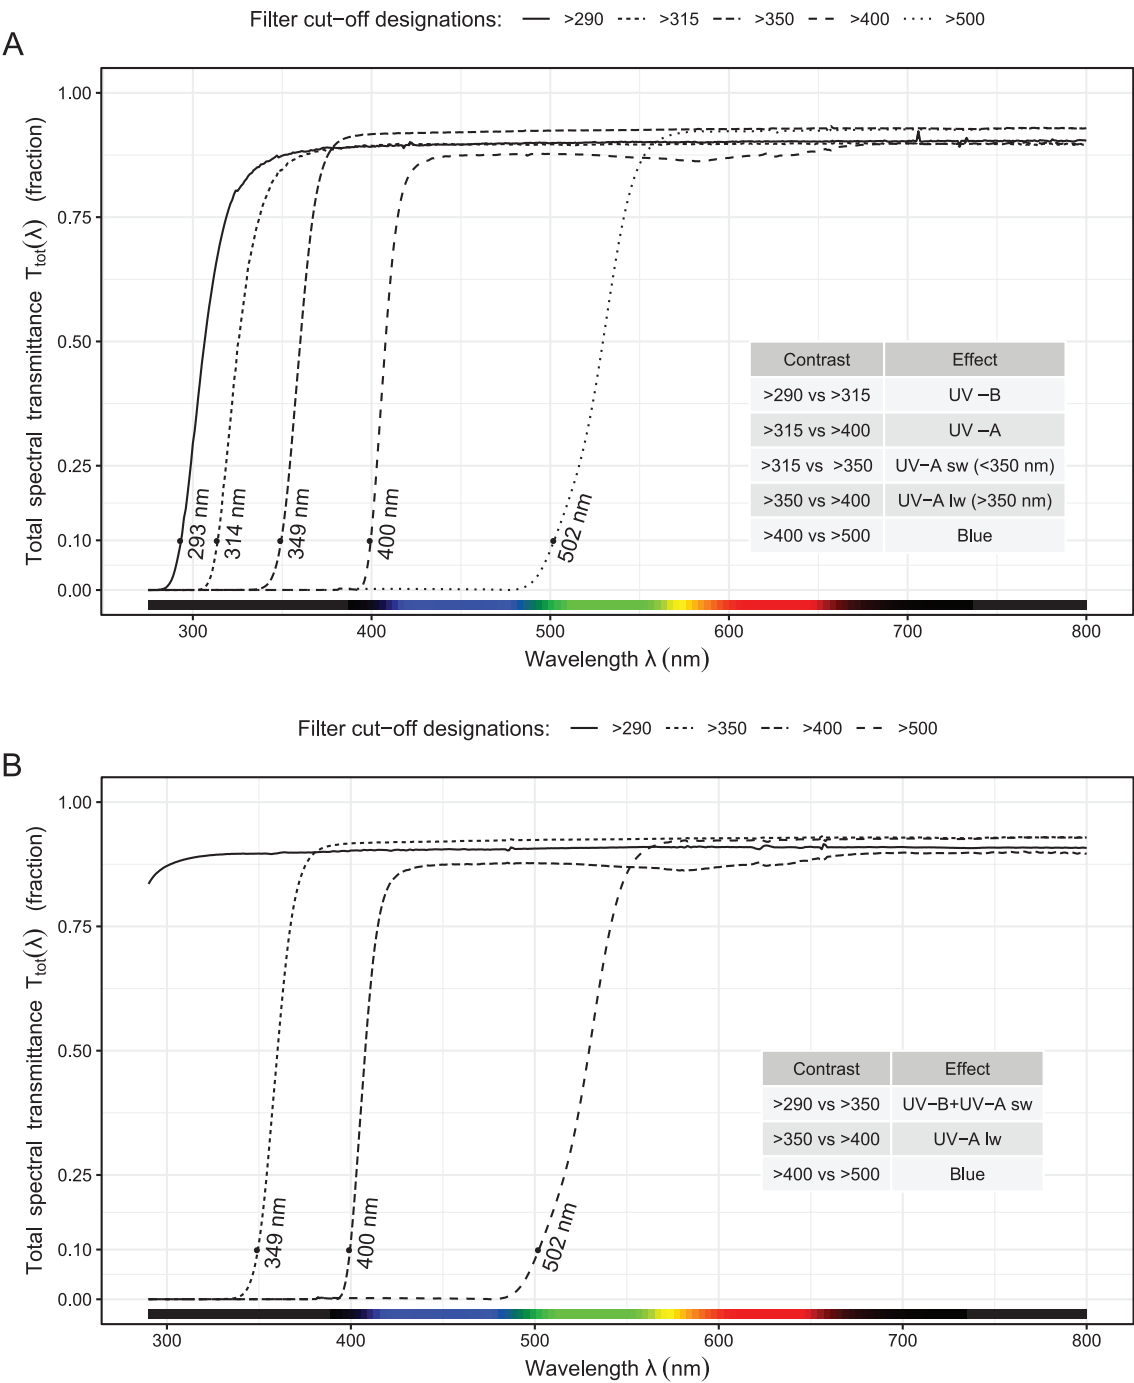 Filter cut−off designations: >290 >315 >350 >400 >500
A
1.00
0.75
0.50
0.25
0.10
0.00
Total spectral transmittance Ttot(λ) (fraction)
293 nm
314 nm
349 nm
400 nm
502 nm
Contrast Effect
>290 vs >315 UV −B
>315 vs >400 UV −A
>315 vs >350 UV−A sw (<350 nm)
>350 vs >400 UV−A lw (>350 nm)
>400 vs >500 Blue
300 400 500 600 700 800
Wavelength λ (nm)
Filter cut−off designations: >290 >350 >400 >500
B
1.00
0.75
0.50
0.25
0.10
0.00
Total spectral transmittance Ttot(λ) (fraction)
349 nm
400 nm
502 nm
Contrast Effect
>290 vs >350 UV−B+UV−A sw
>350 vs >400 UV−A lw
>400 vs >500 Blue
300 400 500 600 700 800
Wavelength λ (nm)